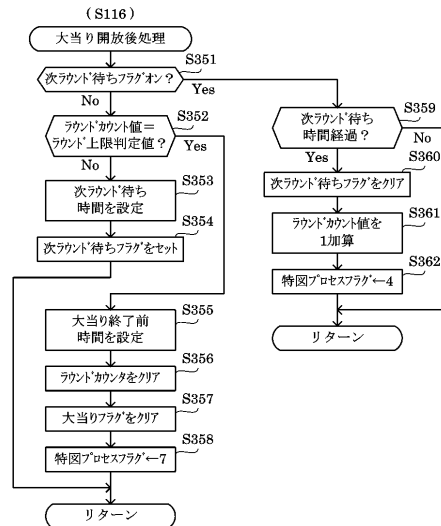 (S116)
大当り開放後処理
S351
次ラウンド待ちフラグオン?
Yes
No
S352
ラウンドカウント値=
ラウンド上限判定値?
Yes
No
S353
次ラウンド待ち
時間を設定
S354
次ラウンド待ちフラグをセット
S355
大当り終了前
時間を設定
S356
ラウンドカウンタをクリア
S357
大当りフラグをクリア
S358
特図プロセスフラグ←7
リターン
S359
次ラウンド待ち
時間経過?
No
Yes
S360
次ラウンド待ちフラグをクリア
S361
ラウンドカウント値を
1加算
S362
特図プロセスフラグ←4
リターン